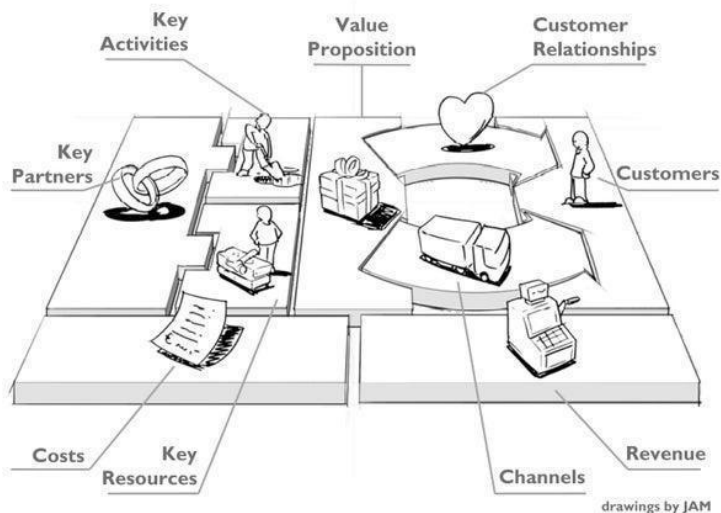 Key
Activities
Value
Proposition
Customer
Relationships
Key
Partners
Customers
Costs
Key
Resources
Channels
Revenue
drawings by JAM